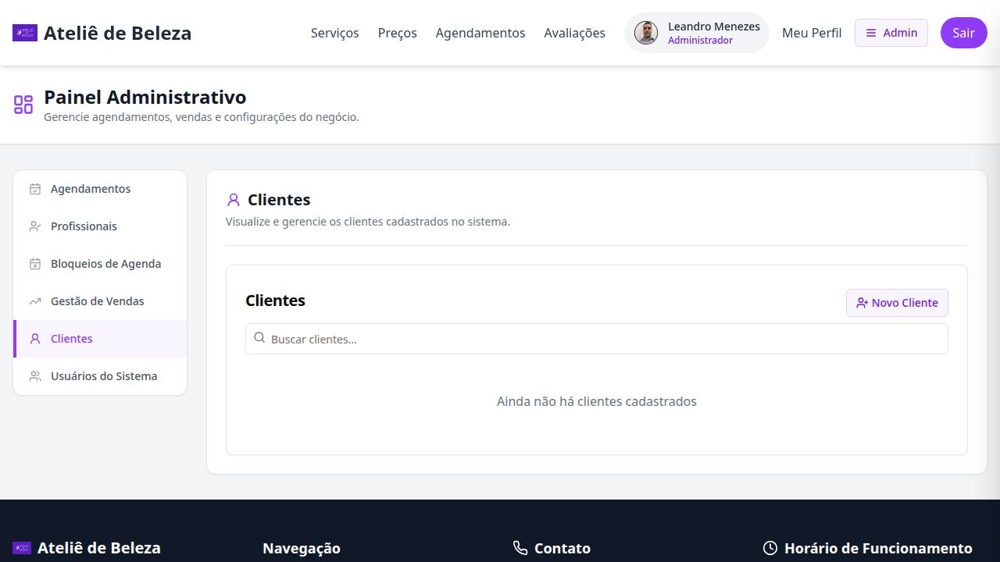 Ateliê de Beleza
Serviços
Preços
Agendamentos
Avaliações
Leandro Menezes
Administrador
Meu Perfil
Admin
Sair
Painel Administrativo
Gerencie agendamentos, vendas e configurações do negócio.
Agendamentos
Profissionais
Bloqueios de Agenda
Gestão de Vendas
Clientes
Usuários do Sistema
Clientes
Visualize e gerencie os clientes cadastrados no sistema.
Clientes
Novo Cliente
Buscar clientes...
Ainda não há clientes cadastrados
Ateliê de Beleza
Navegação
Contato
Horário de Funcionamento